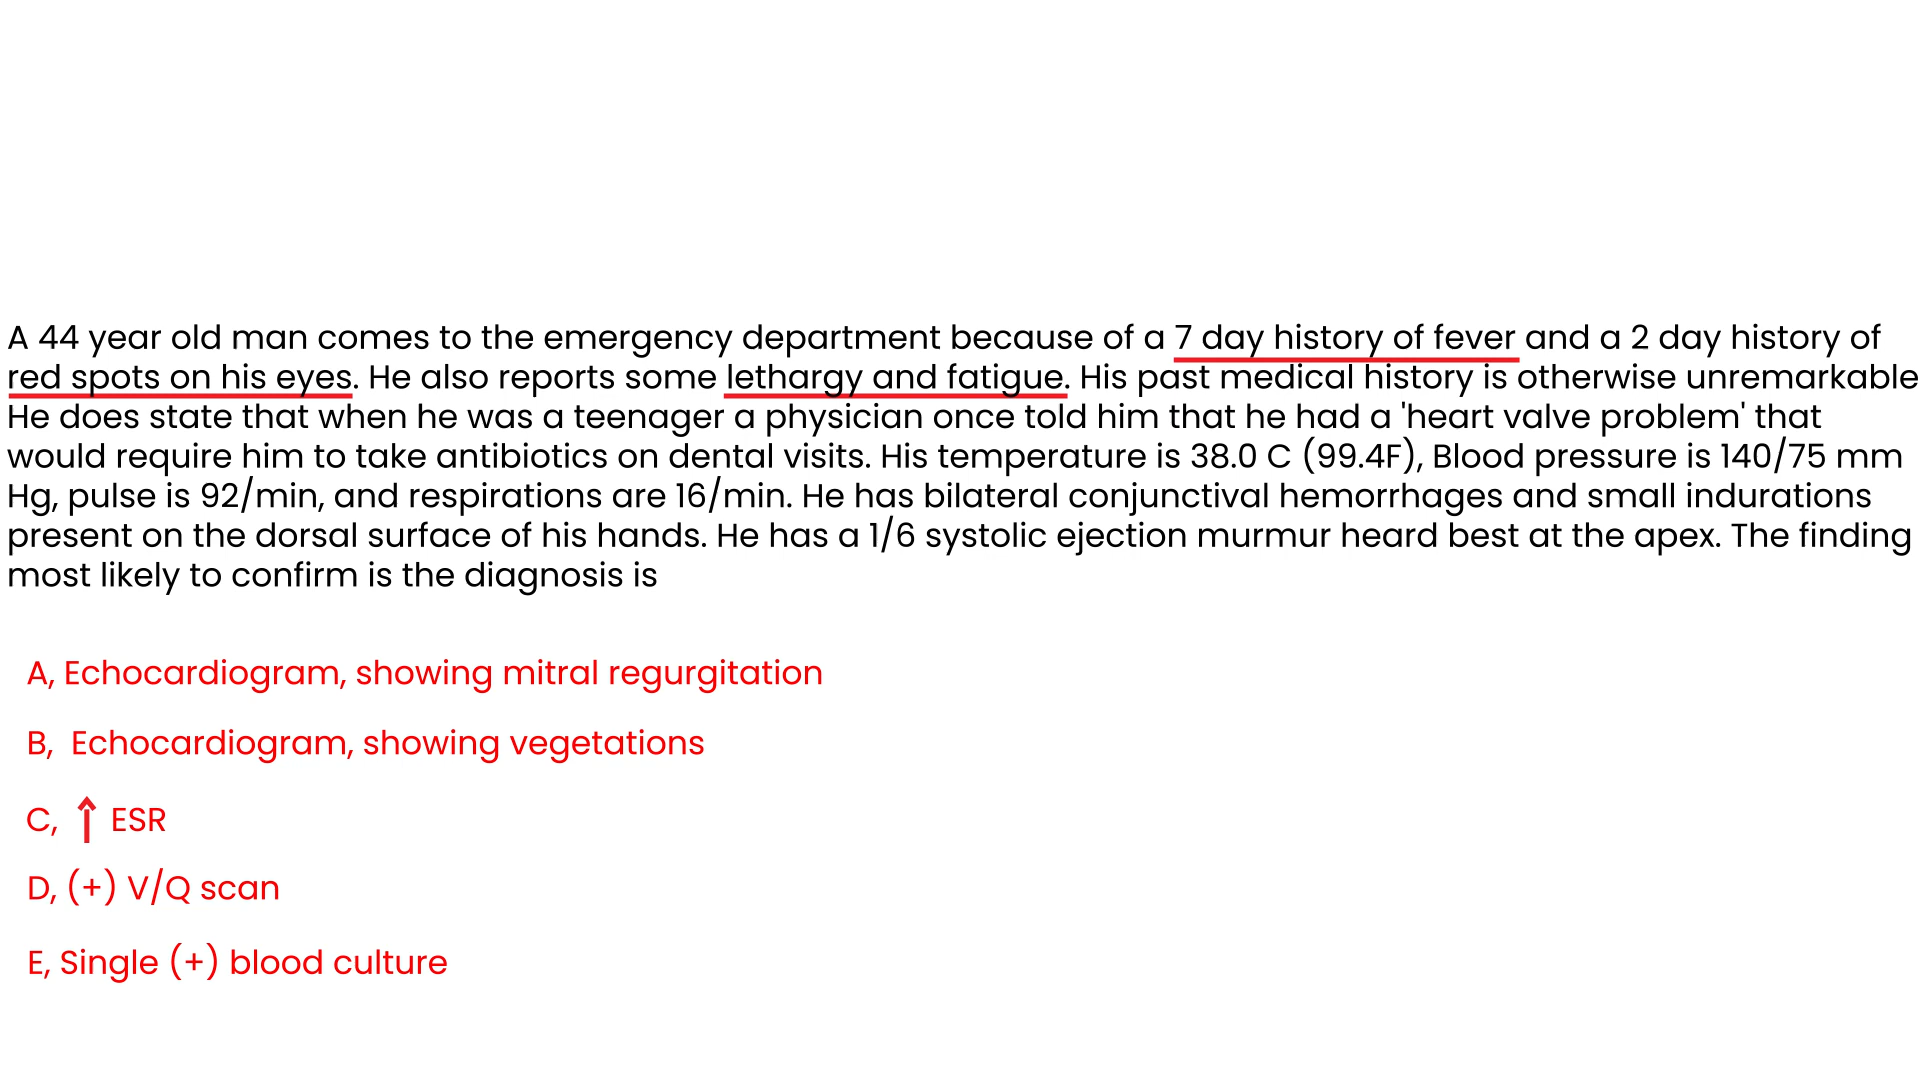 A 44 year old man comes to the emergency department because of a 7 day history of fever and a 2 day history of
red spots on his eyes. He also reports some lethargy and fatigue. His past medical history is otherwise unremarkable
He does state that when he was a teenager a physician once told him that he had a 'heart valve problem' that
would require him to take antibiotics on dental visits. His temperature is 38.0 C (99.4F), Blood pressure is 140/75 mm
Hg, pulse is 92/min, and respirations are 16/min. He has bilateral conjunctival hemorrhages and small indurations
present on the dorsal surface of his hands. He has a 1/6 systolic ejection murmur heard best at the apex. The finding
most likely to confirm is the diagnosis is
A, Echocardiogram, showing mitral regurgitation
B, Echocardiogram, showing vegetations
C, ↑ ESR
D, (+) V/Q scan
E, Single (+) blood culture